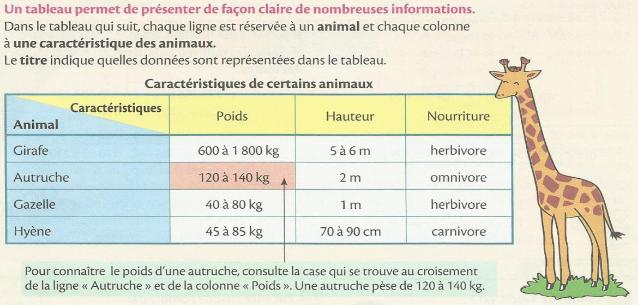 Un tableau permet de présenter de façon claire de nombreuses informations.
Dans le tableau qui suit, chaque ligne est réservée à un animal et chaque colonne
à une caractéristique des animaux.
Le titre indique quelles données sont représentées dans le tableau.
Caractéristiques de certains animaux
Caractéristiques
Animal
Poids
Hauteur
Nourriture
Girafe 600 à 1 800 kg 5 à 6 m herbivore
Autruche 120 à 140 kg 2 m omnivore
Gazelle 40 à 80 kg 1 m herbivore
Hyène 45 à 85 kg 70 à 90 cm carnivore
Pour connaître le poids d'une autruche, consulte la case qui se trouve au croisement
de la ligne « Autruche » et de la colonne « Poids ». Une autruche pèse de 120 à 140 kg.